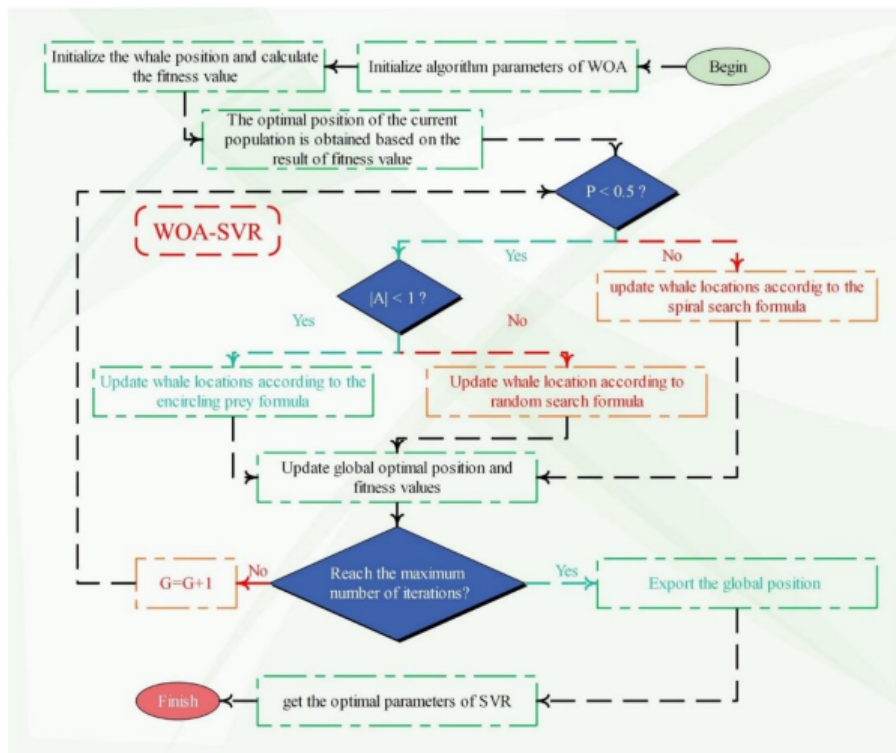 Begin
Initialize algorithm parameters of WOA
Initialize the whale position and calculate
the fitness value
The optimal position of the current
population is obtained based on the
result of fitness value
P < 0.5 ?
WOA-SVR
Yes
No
|A| < 1 ?
update whale locations accordig to the
spiral search formula
Yes
No
Update whale locations according to the
encircling prey formula
Update whale location according to
random search formula
Update global optimal position and
fitness values
Reach the maximum
number of iterations?
No
G=G+1
Yes
Export the global position
get the optimal parameters of SVR
Finish